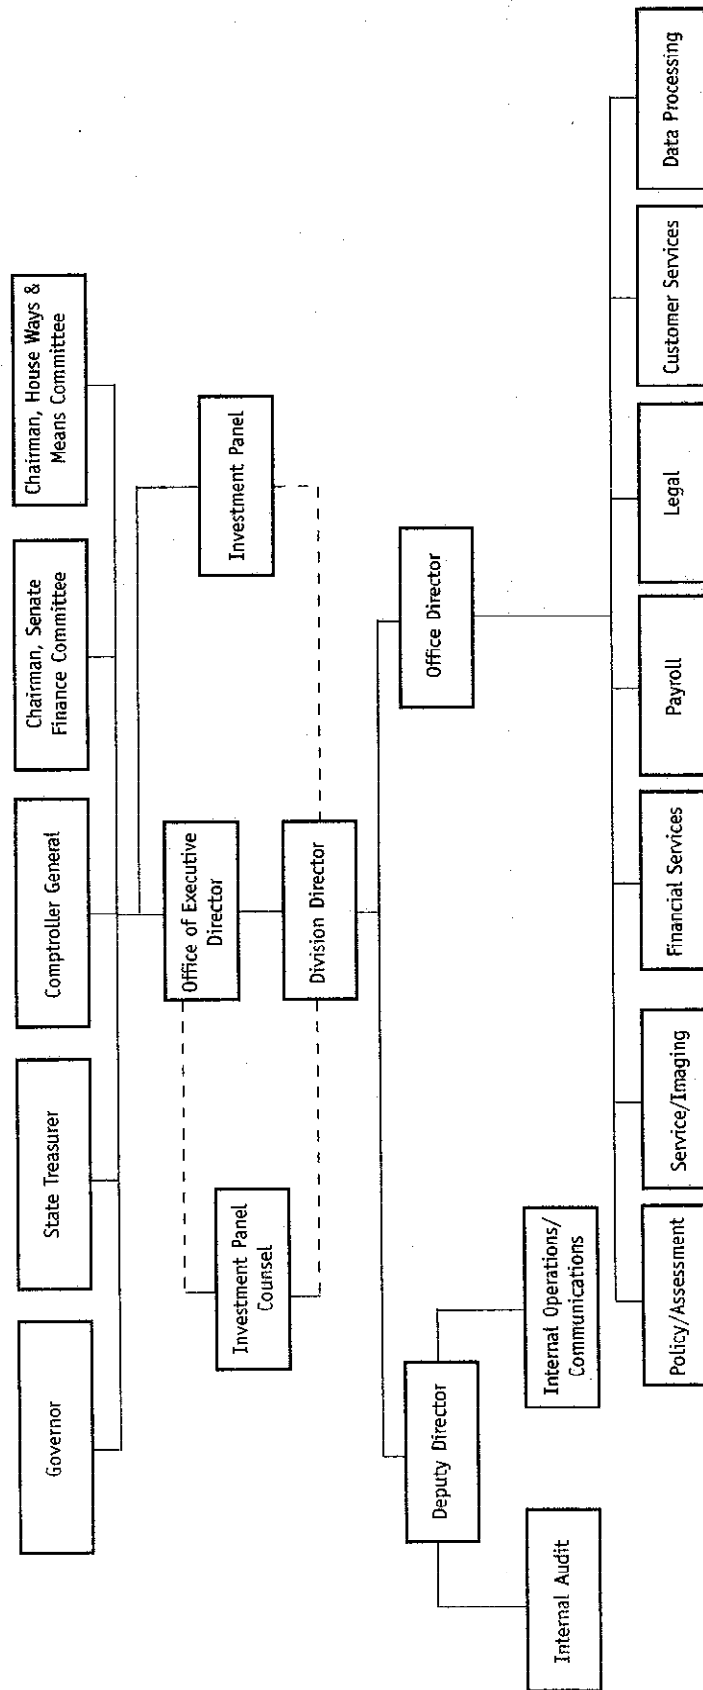 Governor
State Treasurer
Comptroller General
Chairman, Senate
Finance Committee
Chairman, House Ways &
Means Committee
Office of Executive
Director
Investment Panel
Investment Panel
Counsel
Division Director
Deputy Director
Office Director
Internal Audit
Internal Operations/
Communications
Policy/Assessment
Service/Imaging
Financial Services
Payroll
Legal
Customer Services
Data Processing